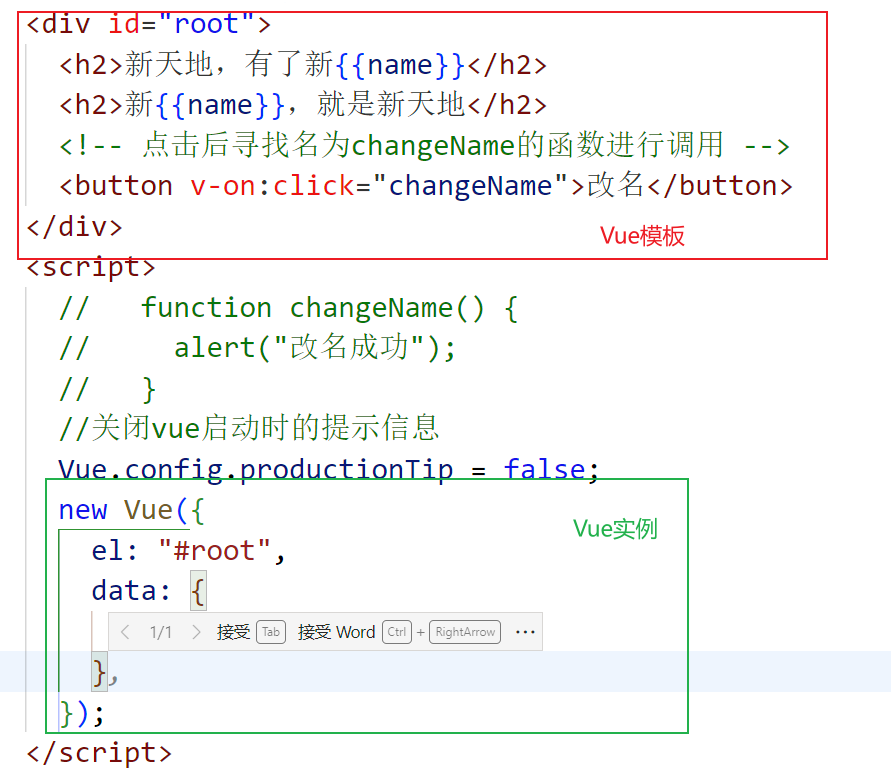 <div id="root">
<h2>新天地，有了新{{name}}</h2>
<h2>新{{name}}，就是新天地</h2>
<!-- 点击后寻找名为changeName的函数进行调用 -->
<button v-on:click="changeName">改名</button>
</div>
Vue模板
<script>
//   function changeName() {
//     alert("改名成功");
//   }
//关闭vue启动时的提示信息
Vue.config.productionTip = false;
new Vue({
Vue实例
el: "#root",
data: {
< 1/1 > 接受 Tab 接受 Word Ctrl + RightArrow ···
},
});
</script>